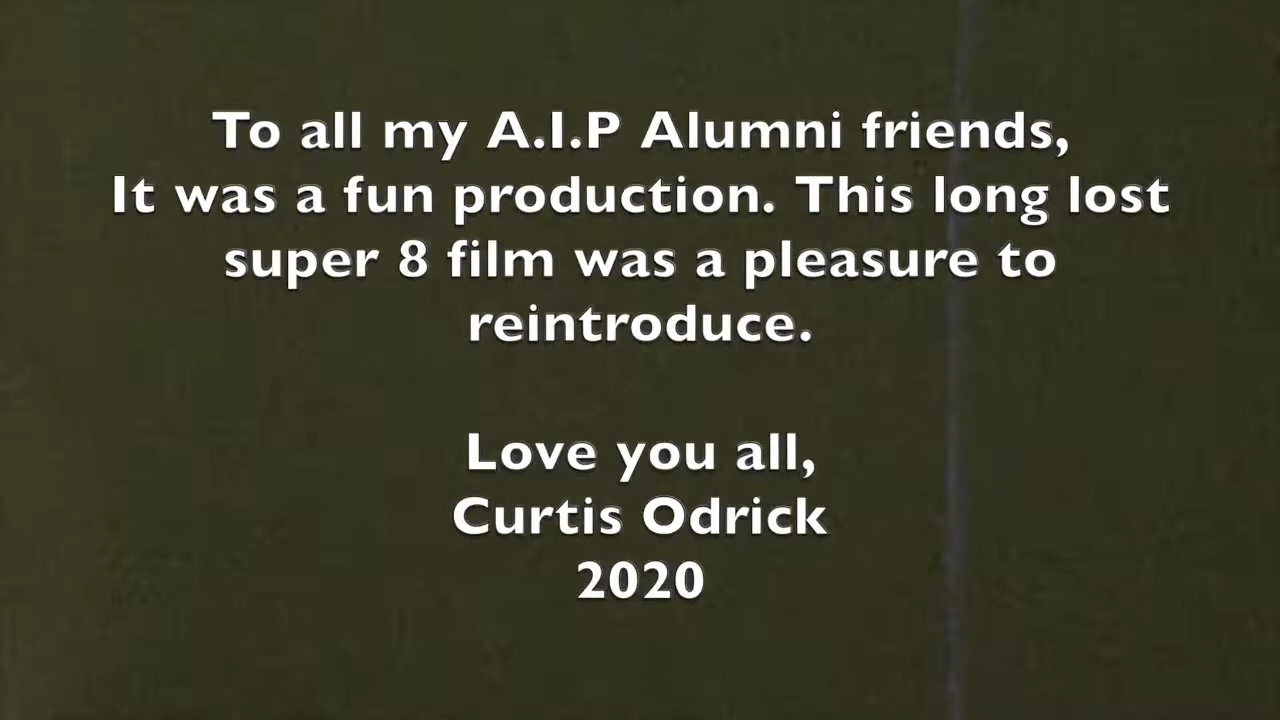 To all my A.I.P Alumni friends,
It was a fun production. This long lost
super 8 film was a pleasure to
reintroduce.
Love you all,
Curtis Odrick
2020